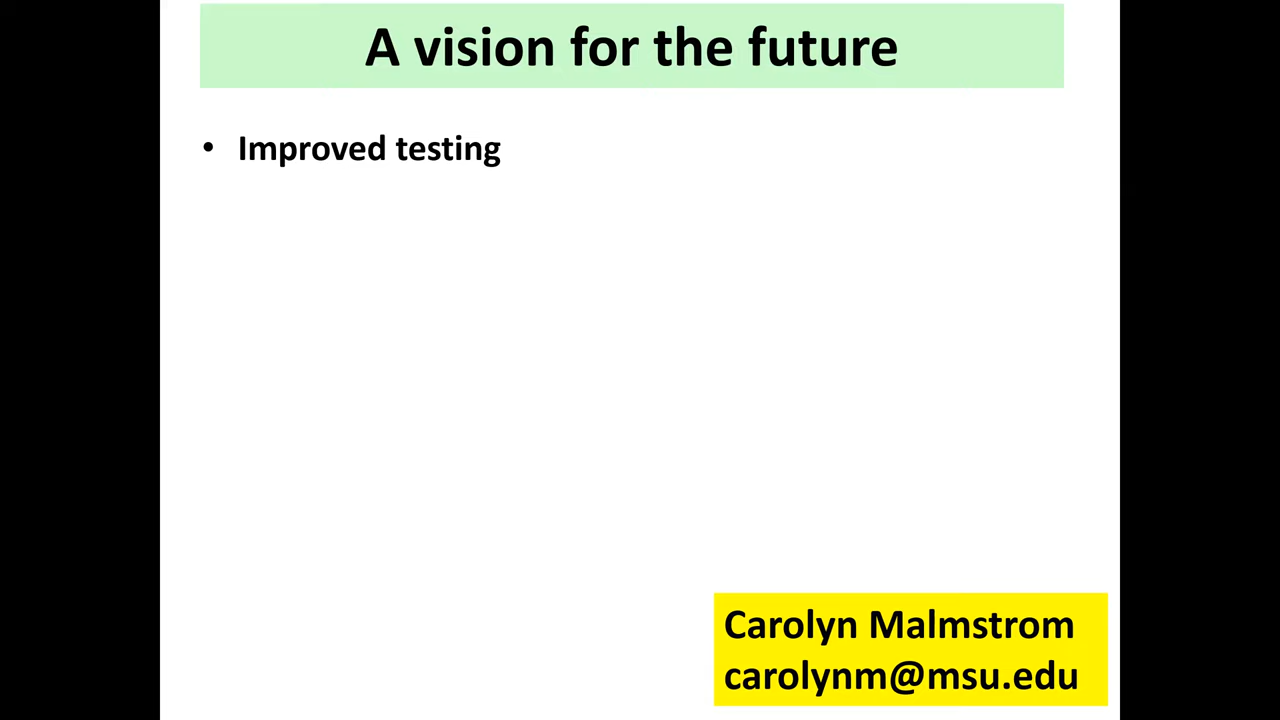 A vision for the future
• Improved testing
Carolyn Malmstrom
carolynm@msu.edu